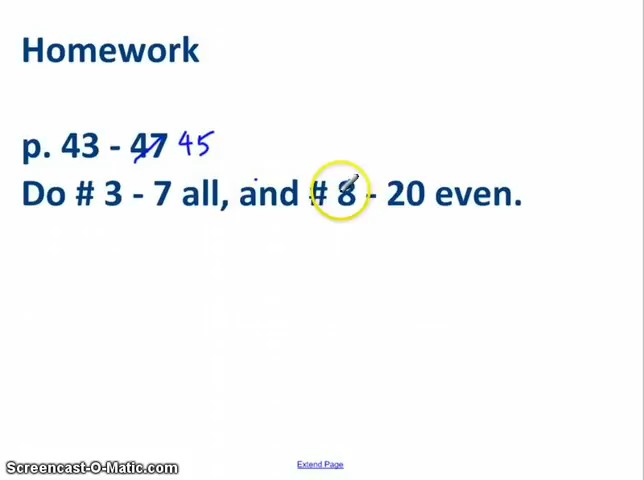 Homework
p. 43 - 47 45
Do # 3 - 7 all, and # 8 - 20 even.
Extend Page
Screencast-O-Matic.com